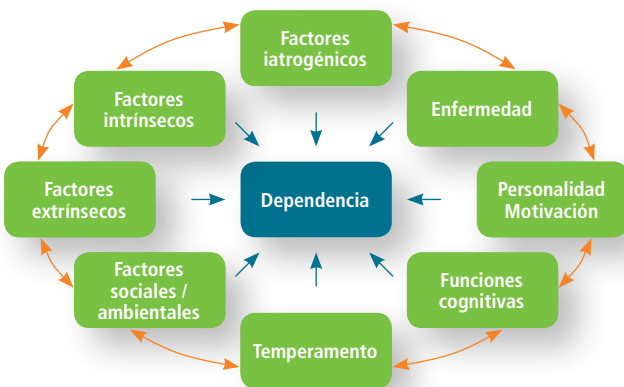 Factores
iatrogénicos
Factores
intrínsecos
Enfermedad
Factores
extrínsecos
Dependencia
Personalidad
Motivación
Factores
sociales /
ambientales
Funciones
cognitivas
Temperamento